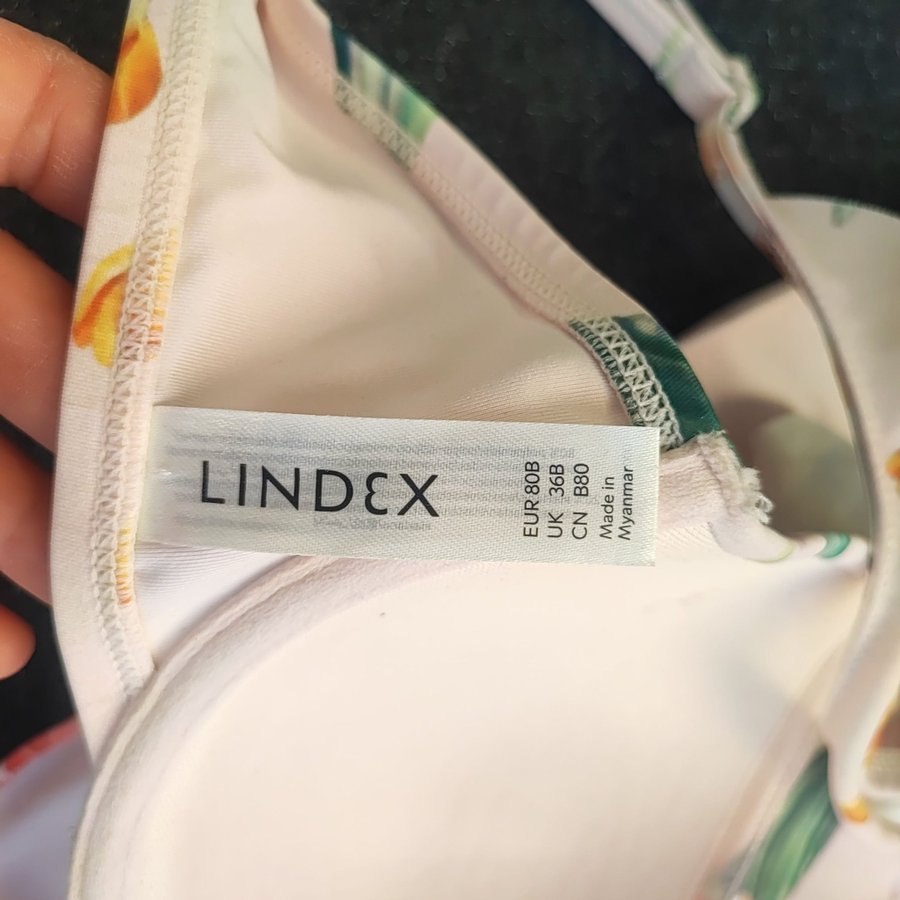 LINDEX
EUR 80B
UK 36B
CN B80
Made in
Myanmar